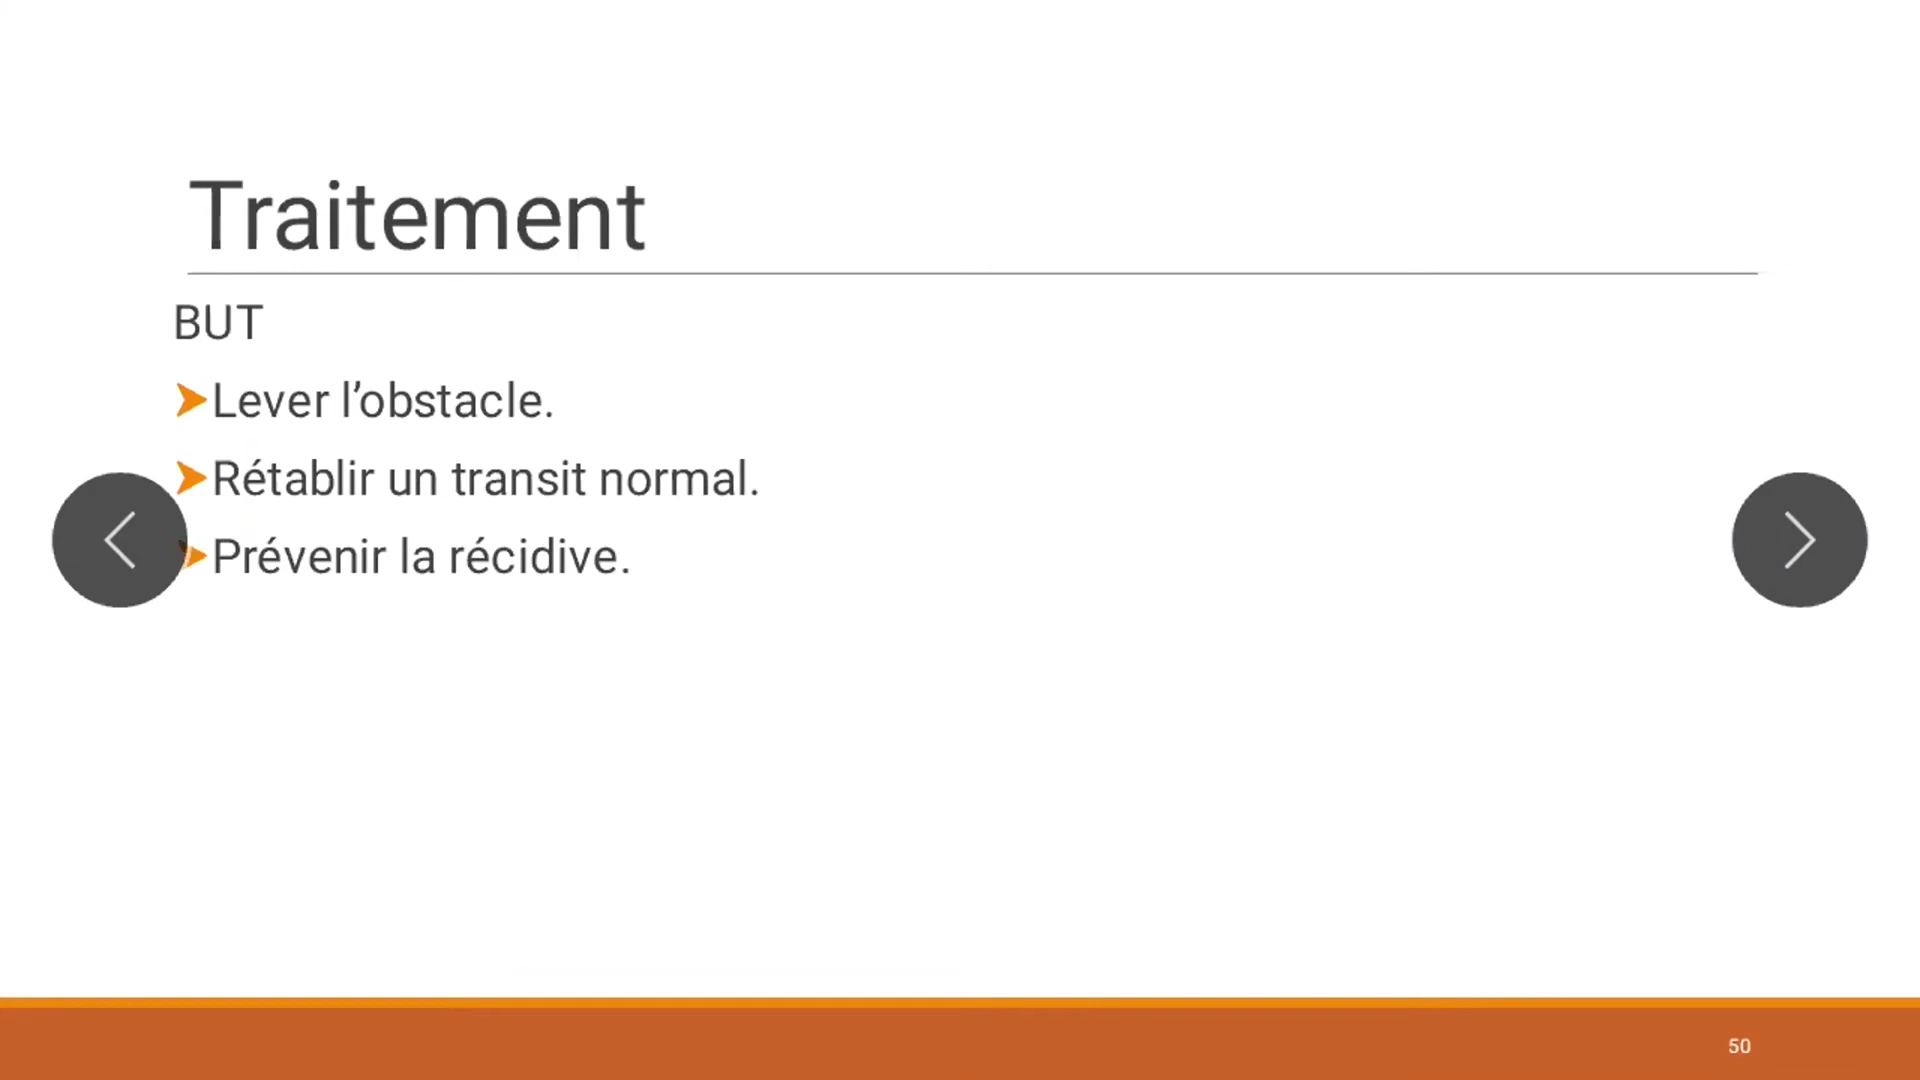 Traitement
BUT
➤Lever l’obstacle.
➤Rétablir un transit normal.
➤Prévenir la récidive.
50